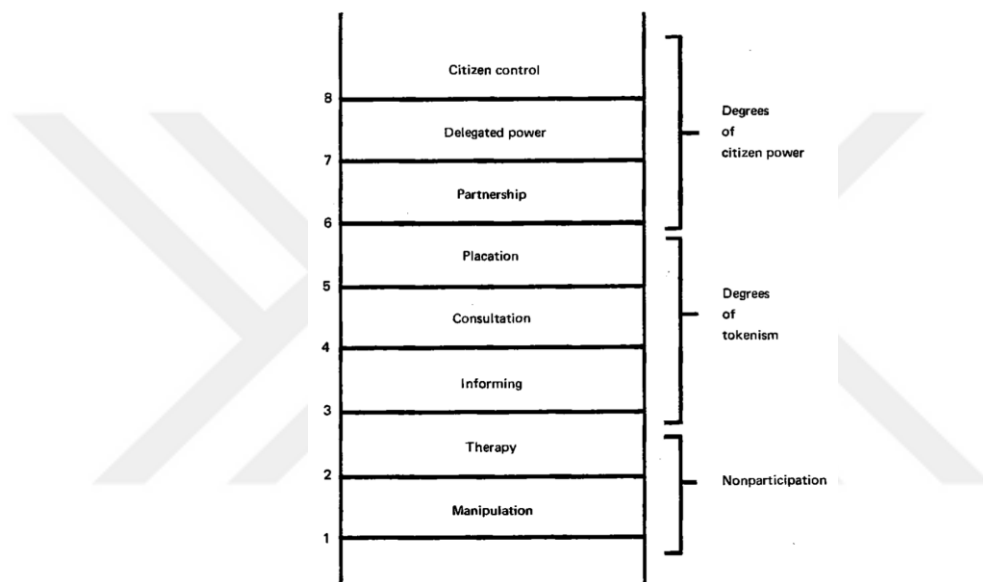 Citizen control
8
Delegated power
7
Partnership
6
Placation
5
Consultation
4
Informing
3
Therapy
2
Manipulation
1
Degrees
of
citizen power
Degrees
of
tokenism
Nonparticipation